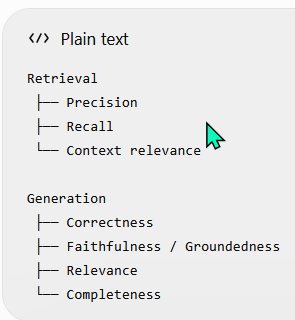 </> Plain text
Retrieval
├── Precision
├── Recall
└── Context relevance
Generation
├── Correctness
├── Faithfulness / Groundedness
├── Relevance
└── Completeness